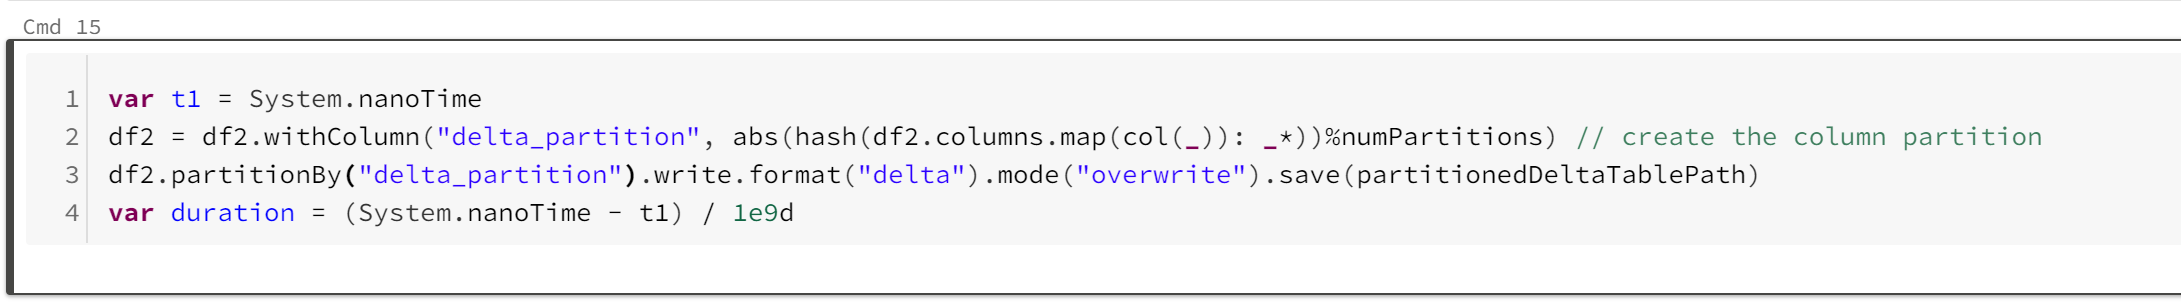 Cmd 15
1 var t1 = System.nanoTime
2 df2 = df2.withColumn("delta_partition", abs(hash(df2.columns.map(col(_)): _*))%numPartitions) // create the column partition
3 df2.partitionBy("delta_partition").write.format("delta").mode("overwrite").save(partitionedDeltaTablePath)
4 var duration = (System.nanoTime - t1) / 1e9d